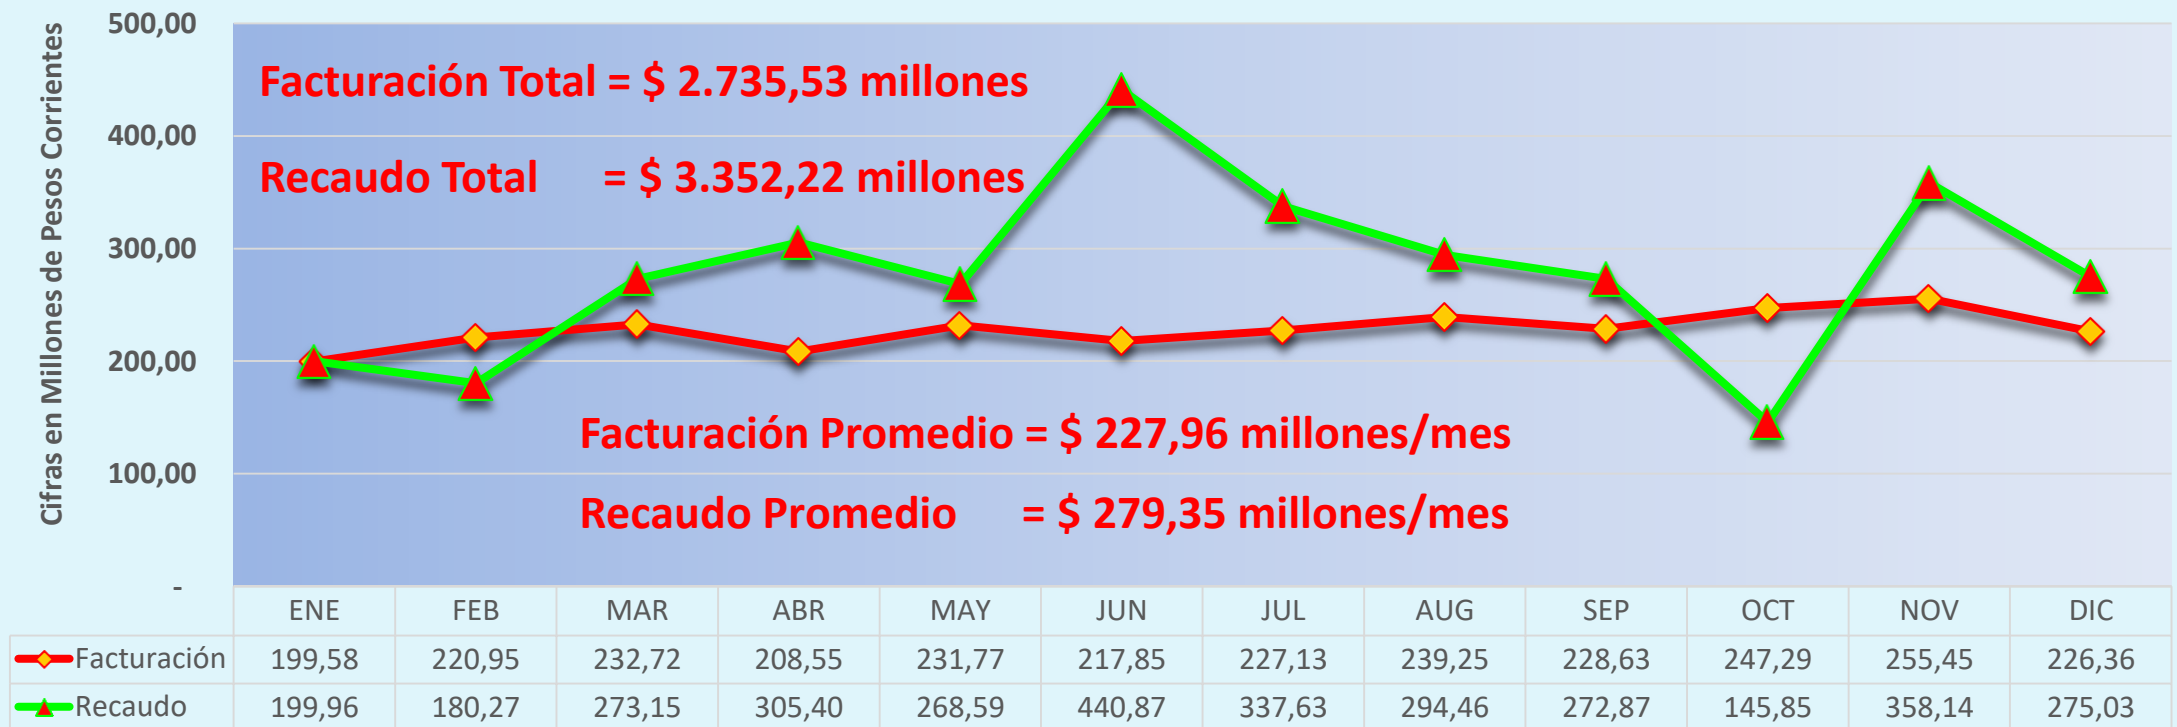 Cifras en Millones de Pesos Corrientes
500,00
400,00
300,00
200,00
100,00
-
Facturación Total = $ 2.735,53 millones
Recaudo Total = $ 3.352,22 millones
Facturación Promedio = $ 227,96 millones/mes
Recaudo Promedio = $ 279,35 millones/mes
ENE FEB MAR ABR MAY JUN JUL AUG SEP OCT NOV DIC
Facturación 199,58 220,95 232,72 208,55 231,77 217,85 227,13 239,25 228,63 247,29 255,45 226,36
Recaudo 199,96 180,27 273,15 305,40 268,59 440,87 337,63 294,46 272,87 145,85 358,14 275,03